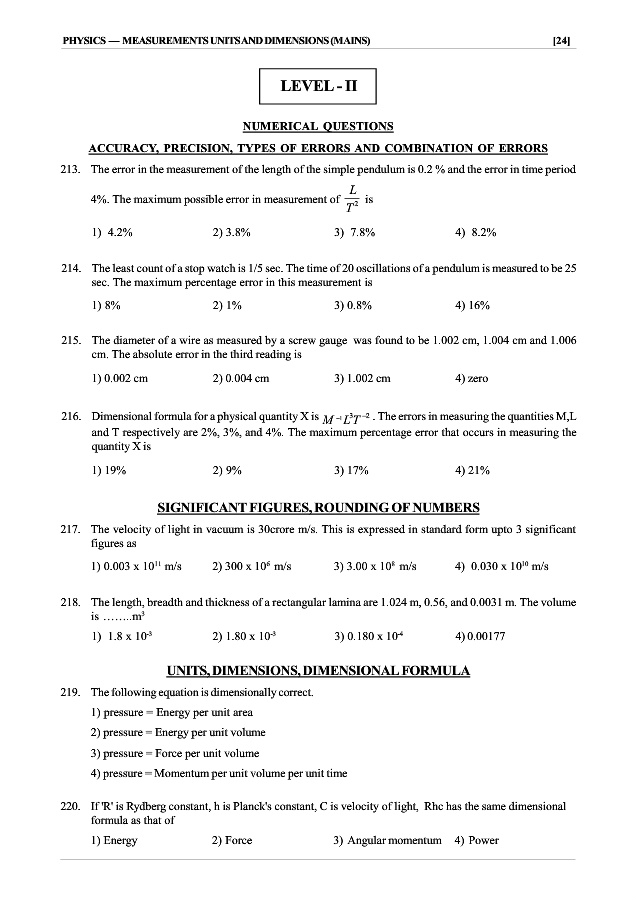 PHYSICS — MEASUREMENTS UNITS AND DIMENSIONS (MAINS) [24]
LEVEL - II
NUMERICAL QUESTIONS
ACCURACY, PRECISION, TYPES OF ERRORS AND COMBINATION OF ERRORS
213. The error in the measurement of the length of the simple pendulum is 0.2 % and the error in time period
4%. The maximum possible error in measurement of L/T² is
1) 4.2% 2) 3.8% 3) 7.8% 4) 8.2%
214. The least count of a stop watch is 1/5 sec. The time of 20 oscillations of a pendulum is measured to be 25
sec. The maximum percentage error in this measurement is
1) 8% 2) 1% 3) 0.8% 4) 16%
215. The diameter of a wire as measured by a screw gauge was found to be 1.002 cm, 1.004 cm and 1.006
cm. The absolute error in the third reading is
1) 0.002 cm 2) 0.004 cm 3) 1.002 cm 4) zero
216. Dimensional formula for a physical quantity X is M⁻¹L³T⁻². The errors in measuring the quantities M,L
and T respectively are 2%, 3%, and 4%. The maximum percentage error that occurs in measuring the
quantity X is
1) 19% 2) 9% 3) 17% 4) 21%
SIGNIFICANT FIGURES, ROUNDING OF NUMBERS
217. The velocity of light in vacuum is 30crore m/s. This is expressed in standard form upto 3 significant
figures as
1) 0.003 x 10¹¹ m/s 2) 300 x 10⁶ m/s 3) 3.00 x 10⁸ m/s 4) 0.030 x 10¹⁰ m/s
218. The length, breadth and thickness of a rectangular lamina are 1.024 m, 0.56, and 0.0031 m. The volume
is ........m³
1) 1.8 x 10⁻³ 2) 1.80 x 10⁻³ 3) 0.180 x 10⁻⁴ 4) 0.00177
UNITS, DIMENSIONS, DIMENSIONAL FORMULA
219. The following equation is dimensionally correct.
1) pressure = Energy per unit area
2) pressure = Energy per unit volume
3) pressure = Force per unit volume
4) pressure = Momentum per unit volume per unit time
220. If 'R' is Rydberg constant, h is Planck's constant, C is velocity of light, Rhc has the same dimensional
formula as that of
1) Energy 2) Force 3) Angular momentum 4) Power